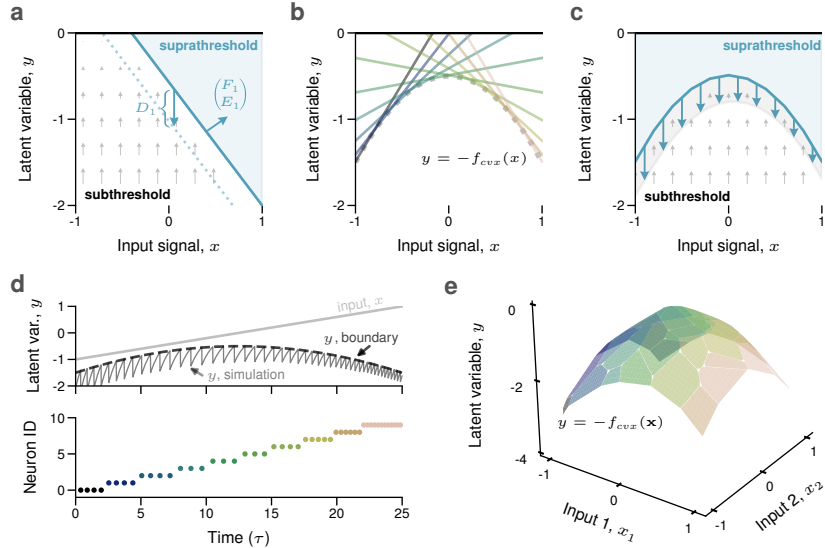 a
suprathreshold
D1
(F1
E1)
subthreshold
0
-1
-2
-1
0
1
Latent variable, y
Input signal, x
b
y = −fcvx(x)
0
-1
-2
-1
0
1
Latent variable, y
Input signal, x
c
suprathreshold
subthreshold
0
-1
-2
-1
0
1
Latent variable, y
Input signal, x
d
input, x
y, boundary
y, simulation
1
0
-1
-2
Latent var., y
10
5
0
Neuron ID
0
5
10
15
20
25
Time (τ)
e
y = −fcvx(x)
0
-2
-4
Latent variable, y
-1
0
1
Input 1, x1
-1
0
1
Input 2, x2